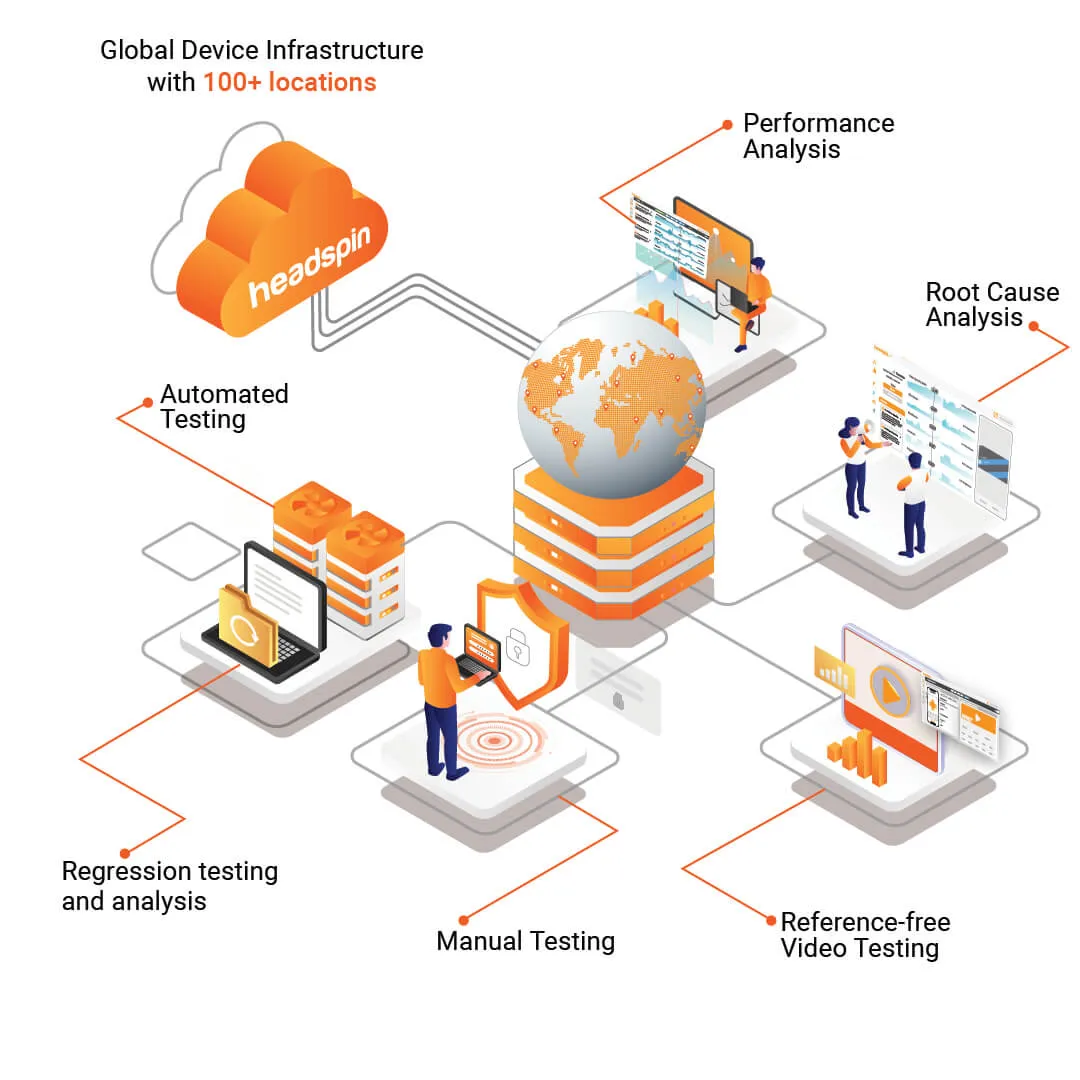 Global Device Infrastructure
with 100+ locations
headspin
Performance
Analysis
Root Cause
Analysis
Automated
Testing
Regression testing
and analysis
Manual Testing
Reference-free
Video Testing